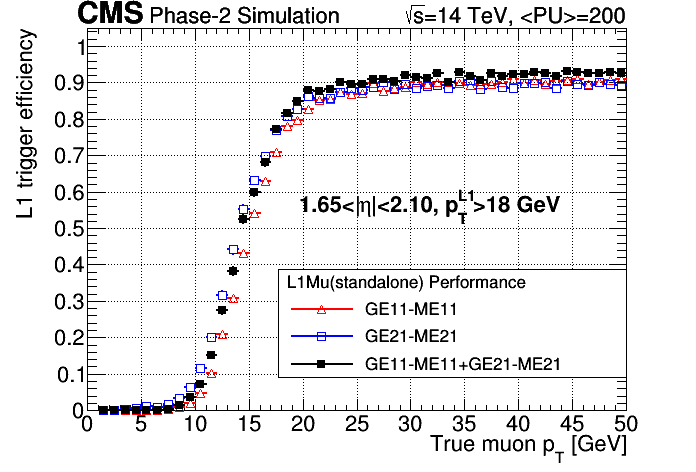 CMS Phase-2 Simulation √s=14 TeV, <PU>=200
L1 trigger efficiency
1
0.9
0.8
0.7
0.6
0.5
0.4
0.3
0.2
0.1
0
1.65<|η|<2.10, p_T^L1>18 GeV
L1Mu(standalone) Performance
GE11-ME11
GE21-ME21
GE11-ME11+GE21-ME21
0 5 10 15 20 25 30 35 40 45 50
True muon p_T [GeV]